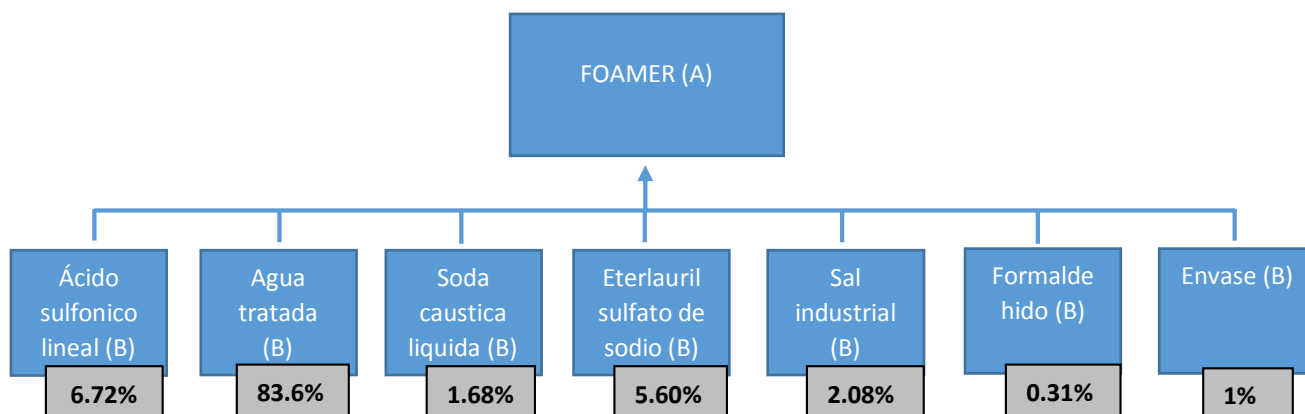 FOAMER (A)
Ácido
sulfonico
lineal (B)
6.72%
Agua
tratada
(B)
83.6%
Soda
caustica
liquida (B)
1.68%
Eterlauril
sulfato de
sodio (B)
5.60%
Sal
industrial
(B)
2.08%
Formalde
hido (B)
0.31%
Envase (B)
1%